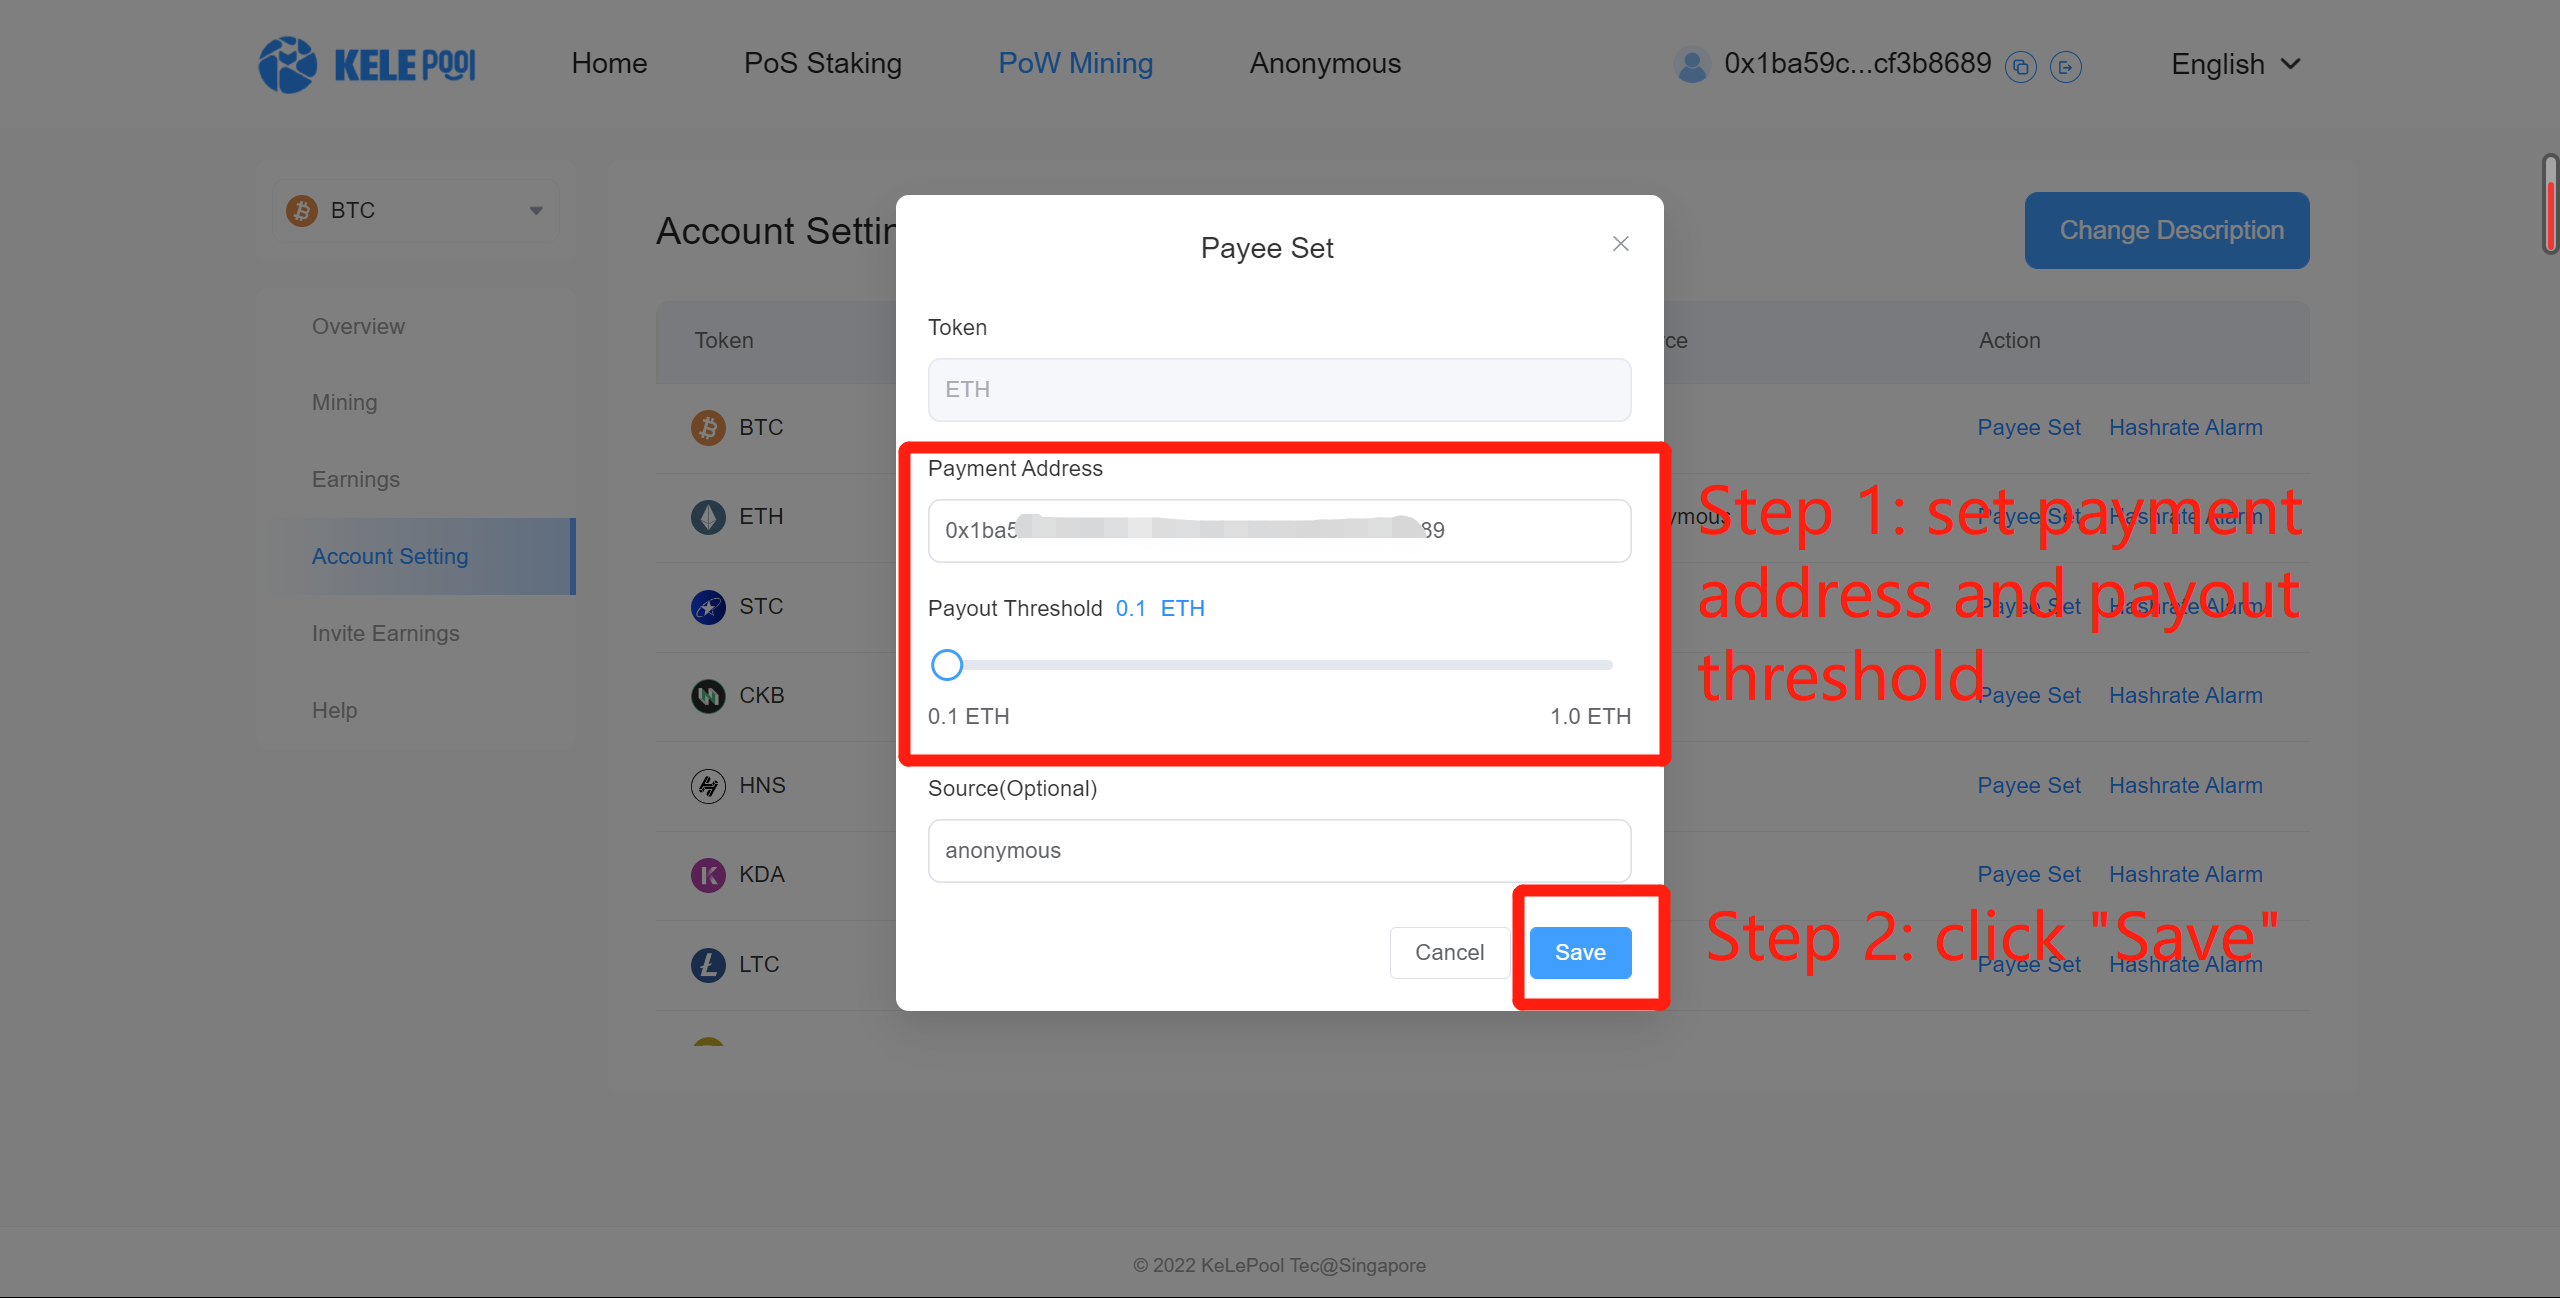 KELE POOL
Home
PoS Staking
PoW Mining
Anonymous
0x1ba59c...cf3b8689
English
BTC
Overview
Mining
Earnings
Account Setting
Invite Earnings
Help
Account Settin
Change Description
Token
ce
Action
BTC
Payee Set Hashrate Alarm
ETH
ymous
Payee Set Hashrate Alarm
STC
Payee Set Hashrate Alarm
CKB
Payee Set Hashrate Alarm
HNS
Payee Set Hashrate Alarm
KDA
Payee Set Hashrate Alarm
LTC
Payee Set Hashrate Alarm
Payee Set
Token
ETH
Payment Address
0x1ba5 89
Payout Threshold 0.1 ETH
0.1 ETH 1.0 ETH
Source(Optional)
anonymous
Cancel Save
Step 1: set payment
address and payout
threshold
Step 2: click "Save"
© 2022 KeLePool Tec@Singapore